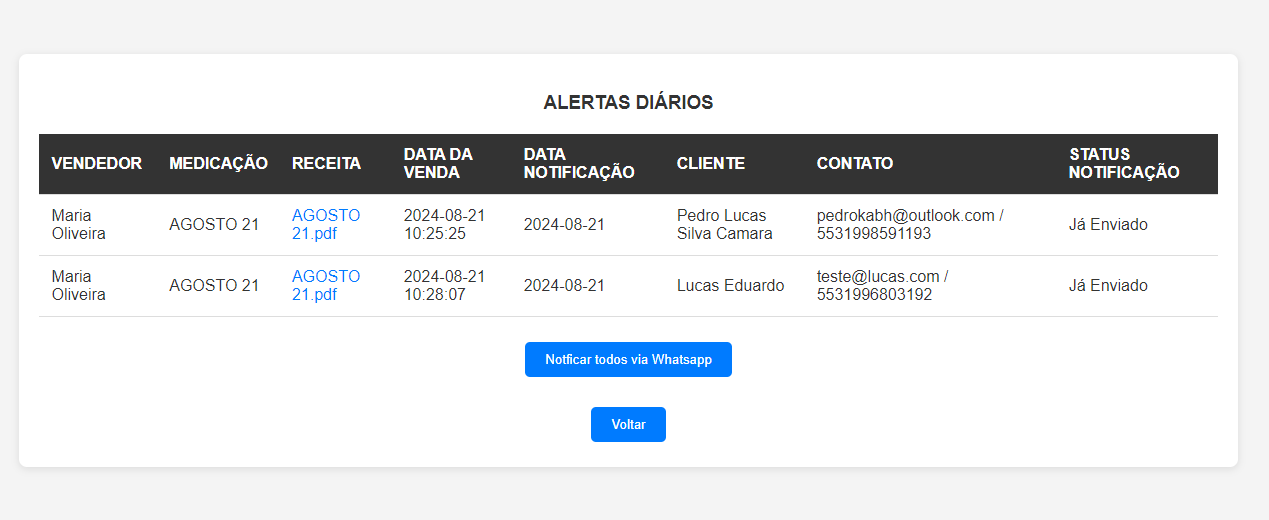 ALERTAS DIÁRIOS
VENDEDOR
MEDICAÇÃO
RECEITA
DATA DA
VENDA
DATA
NOTIFICAÇÃO
CLIENTE
CONTATO
STATUS
NOTIFICAÇÃO
Maria
Oliveira
AGOSTO 21
AGOSTO
21.pdf
2024-08-21
10:25:25
2024-08-21
Pedro Lucas
Silva Camara
pedrokabh@outlook.com /
5531998591193
Já Enviado
Maria
Oliveira
AGOSTO 21
AGOSTO
21.pdf
2024-08-21
10:28:07
2024-08-21
Lucas Eduardo
teste@lucas.com /
5531996803192
Já Enviado
Notficar todos via Whatsapp
Voltar